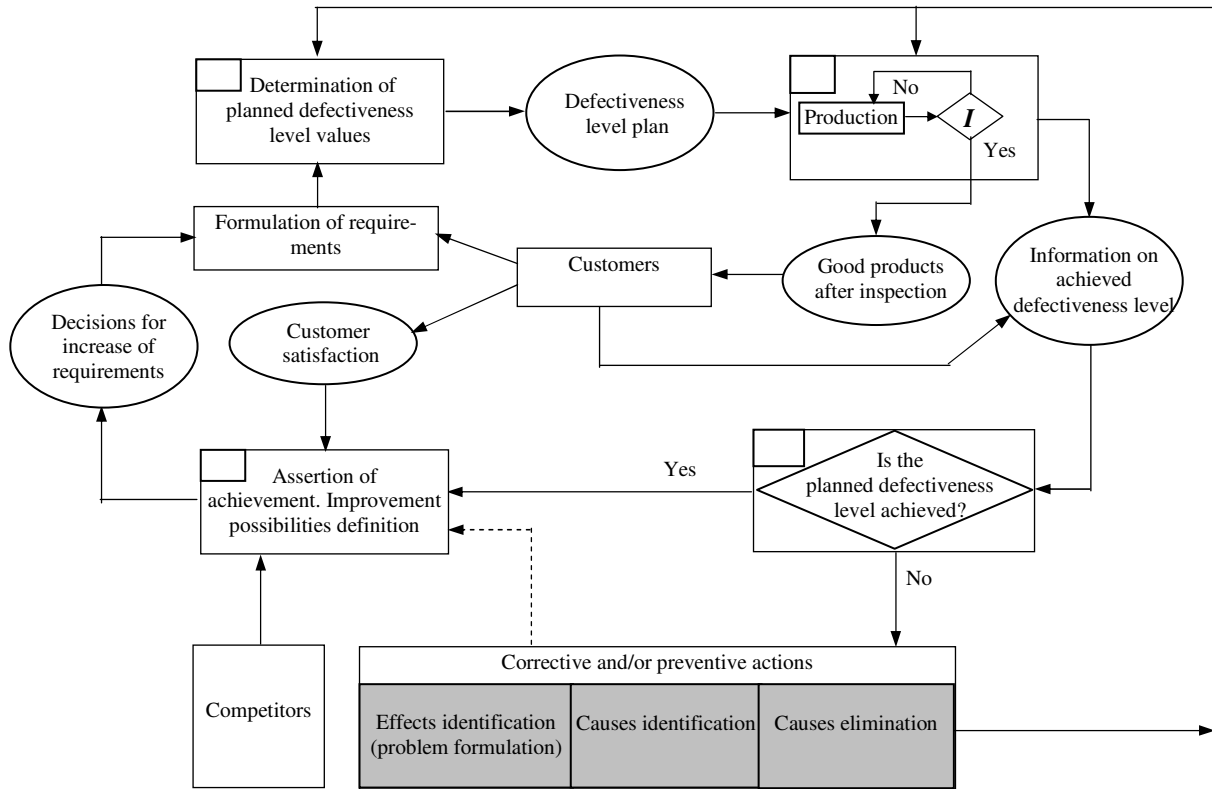 Determination of
planned defectiveness
level values
Defectiveness
level plan
No
Production
I
Yes
Formulation of require-
ments
Customers
Good products
after inspection
Information on
achieved
defectiveness level
Decisions for
increase of
requirements
Customer
satisfaction
Assertion of
achievement. Improvement
possibilities definition
Yes
Is the
planned defectiveness
level achieved?
No
Competitors
Corrective and/or preventive actions
Effects identification
(problem formulation)
Causes identification
Causes elimination